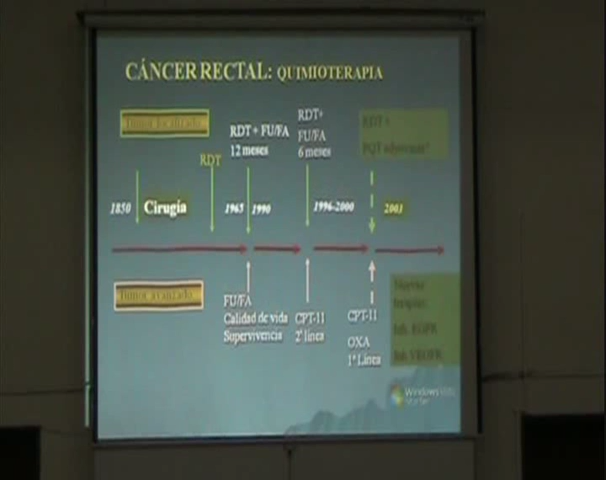 CÁNCER RECTAL: QUIMIOTERAPIA
Tumor localizado
RDT
RDT + FU/FA
12 meses
RDT+
FU/FA
6 meses
RDT +
1850
Cirugía
1965
1990
1996-2000
2003
Tumor avanzado
FU/FA
Calidad de vida
Supervivencia
CPT-11
2ª línea
CPT-11
OXA
1ª Línea
Nuevas
terapias:
Inh. EGFR
Inh. VEGFR
Windows